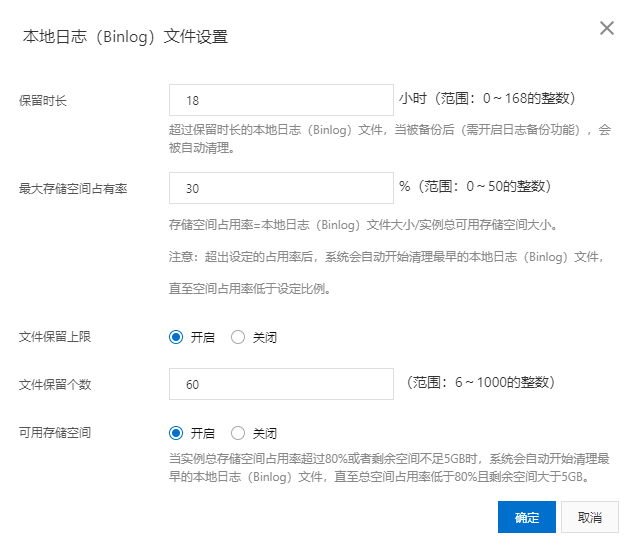 本地日志（Binlog）文件设置
保留时长
18
小时（范围：0～168的整数）
超过保留时长的本地日志（Binlog）文件，当被备份后（需开启日志备份功能），会
被自动清理。
最大存储空间占有率
30
%（范围：0～50的整数）
存储空间占用率=本地日志（Binlog）文件大小/实例总可用存储空间大小。
注意：超出设定的占用率后，系统会自动开始清理最早的本地日志（Binlog）文件，
直至空间占用率低于设定比例。
文件保留上限
开启 关闭
文件保留个数
60
（范围：6～1000的整数）
可用存储空间
开启 关闭
当实例总存储空间占用率超过80%或者剩余空间不足5GB时，系统会自动开始清理最
早的本地日志（Binlog）文件，直至总空间占用率低于80%且剩余空间大于5GB。
确定 取消